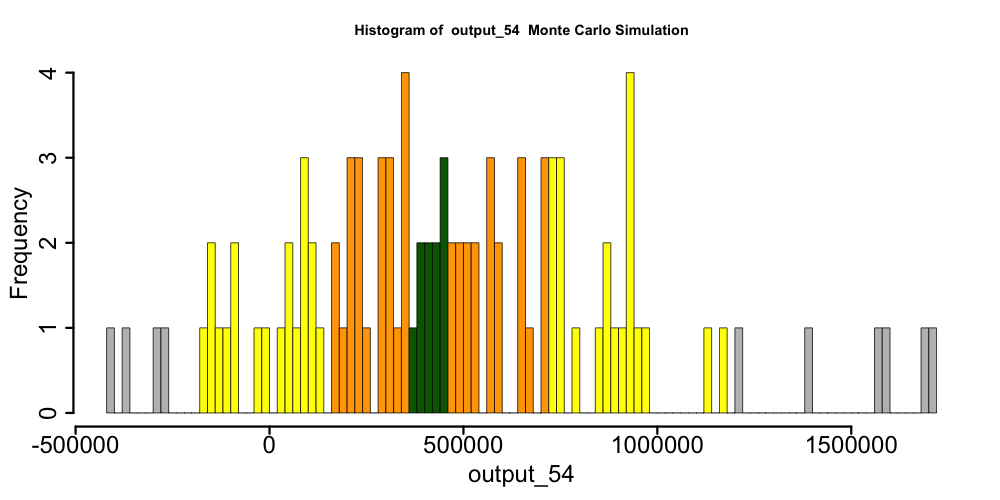 Histogram of output_54 Monte Carlo Simulation
Frequency
4
3
2
1
0
-500000 0 500000 1000000 1500000
output_54